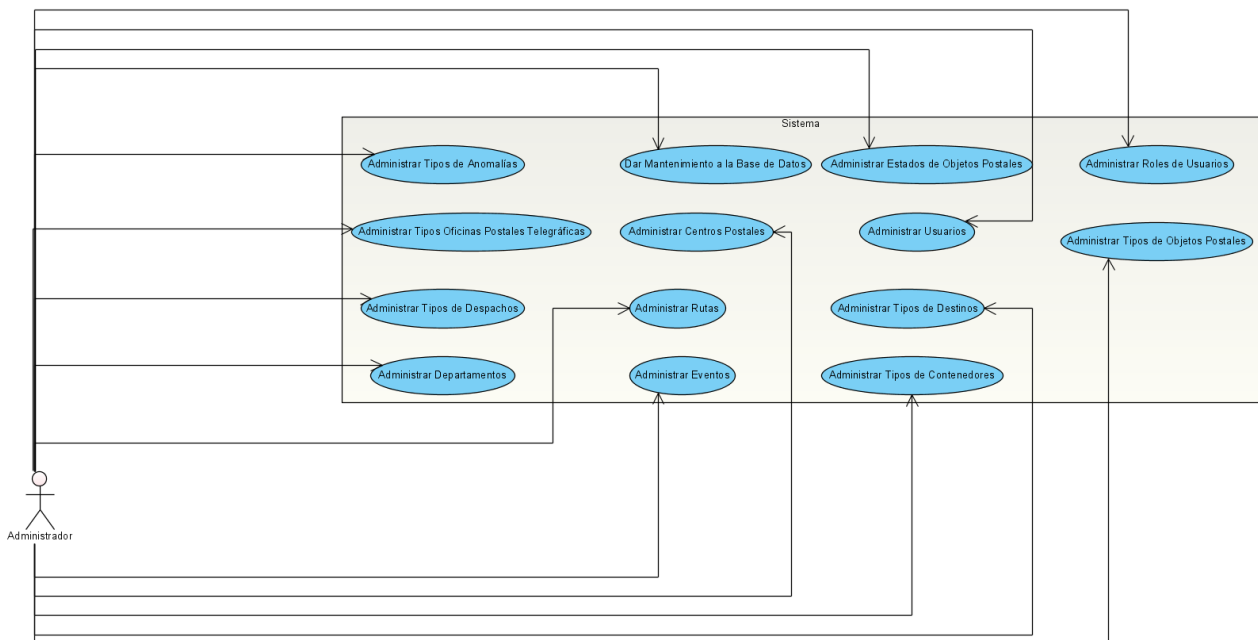 Sistema
Administrar Tipos de Anomalías
Dar Mantenimiento a la Base de Datos
Administrar Estados de Objetos Postales
Administrar Roles de Usuarios
Administrar Tipos Oficinas Postales Telegráficas
Administrar Centros Postales
Administrar Usuarios
Administrar Tipos de Objetos Postales
Administrar Tipos de Despachos
Administrar Rutas
Administrar Tipos de Destinos
Administrar Departamentos
Administrar Eventos
Administrar Tipos de Contenedores
Administrador